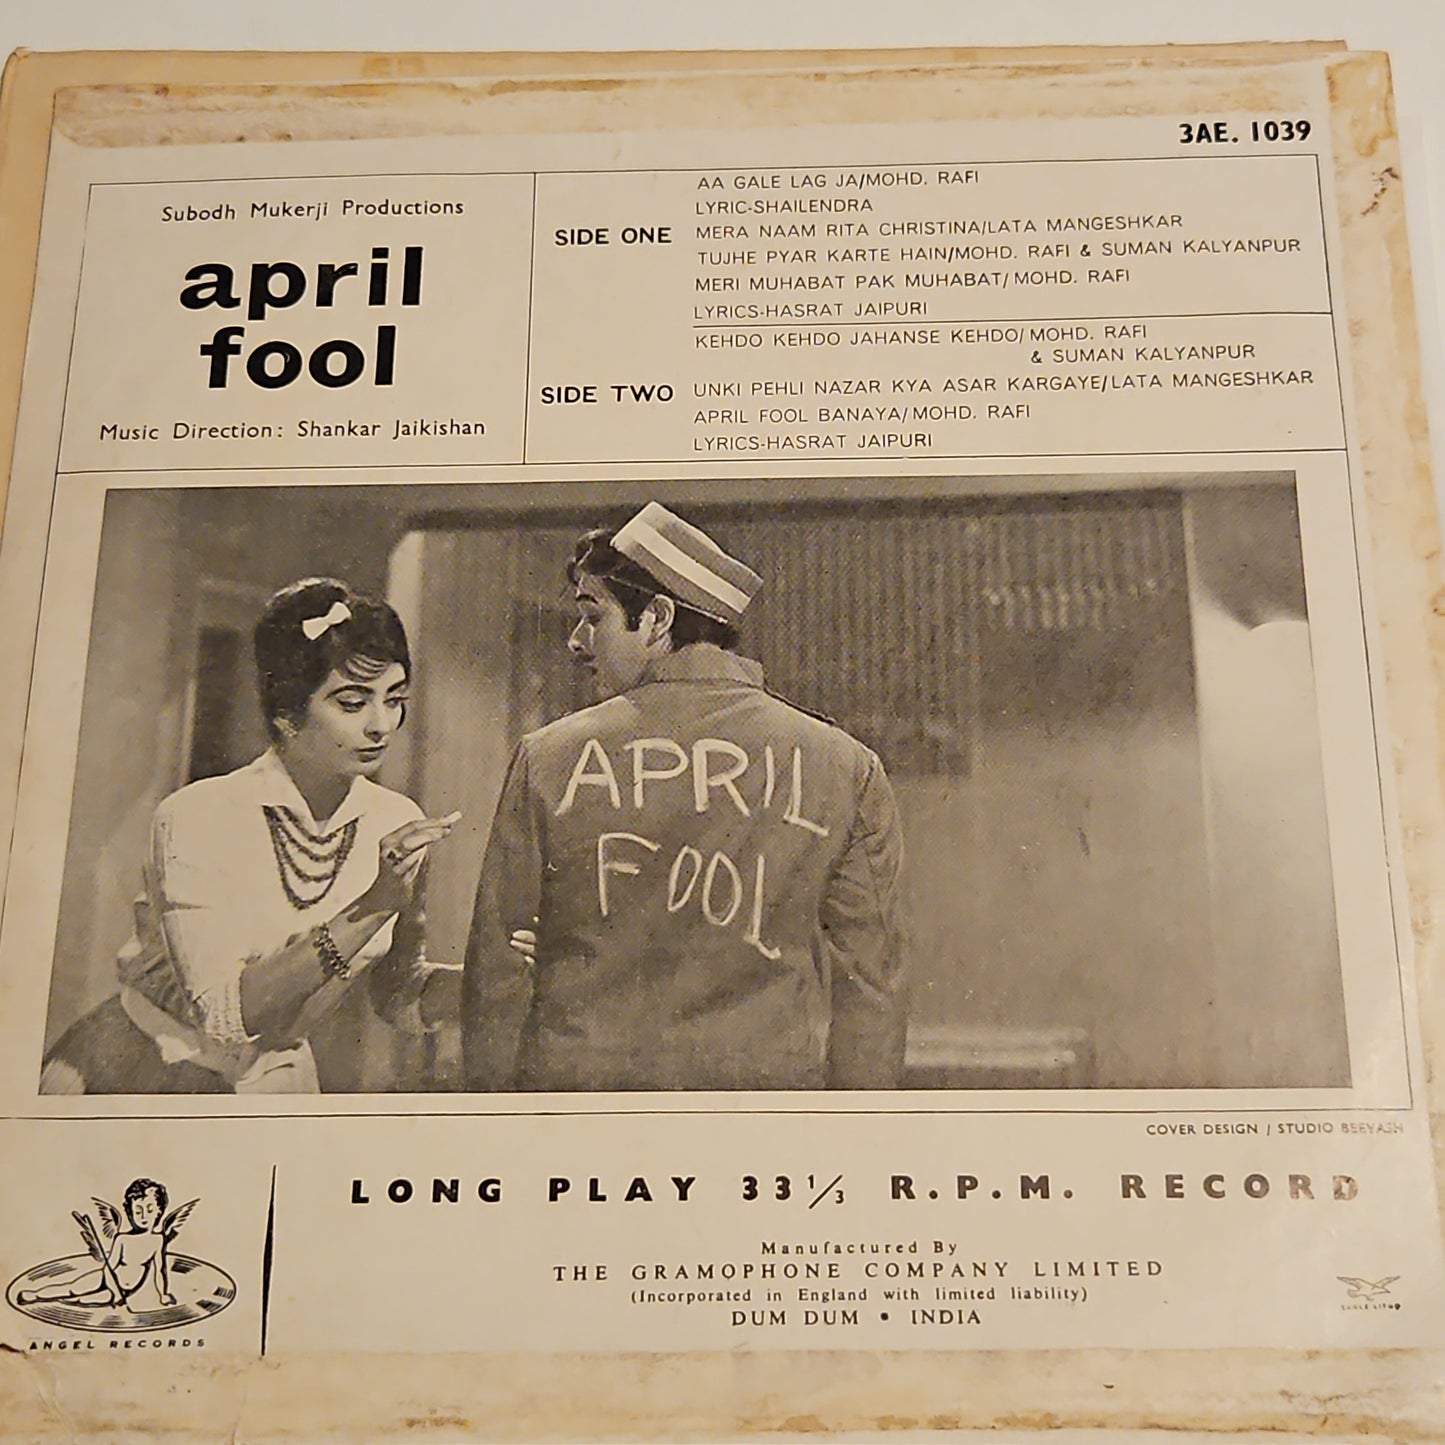 3AE. 1039
Subodh Mukerji Productions
april
fool
Music Direction: Shankar Jaikishan
SIDE ONE
AA GALE LAG JA/MOHD. RAFI
LYRIC-SHAILENDRA
MERA NAAM RITA CHRISTINA/LATA MANGESHKAR
TUJHE PYAR KARTE HAIN/MOHD. RAFI & SUMAN KALYANPUR
MERI MUHABAT PAK MUHABAT/MOHD. RAFI
LYRICS-HASRAT JAIPURI
SIDE TWO
KEHDO KEHDO JAHANSE KEHDO/MOHD. RAFI
& SUMAN KALYANPUR
UNKI PEHLI NAZAR KYA ASAR KARGAYE/LATA MANGESHKAR
APRIL FOOL BANAYA/MOHD. RAFI
LYRICS-HASRAT JAIPURI
APRIL
FOOL
COVER DESIGN / STUDIO
LONG PLAY 33 1/3 R.P.M. RECORD
Manufactured By
THE GRAMOPHONE COMPANY LIMITED
(Incorporated in England with limited liability)
DUM DUM • INDIA
ANGEL RECORDS